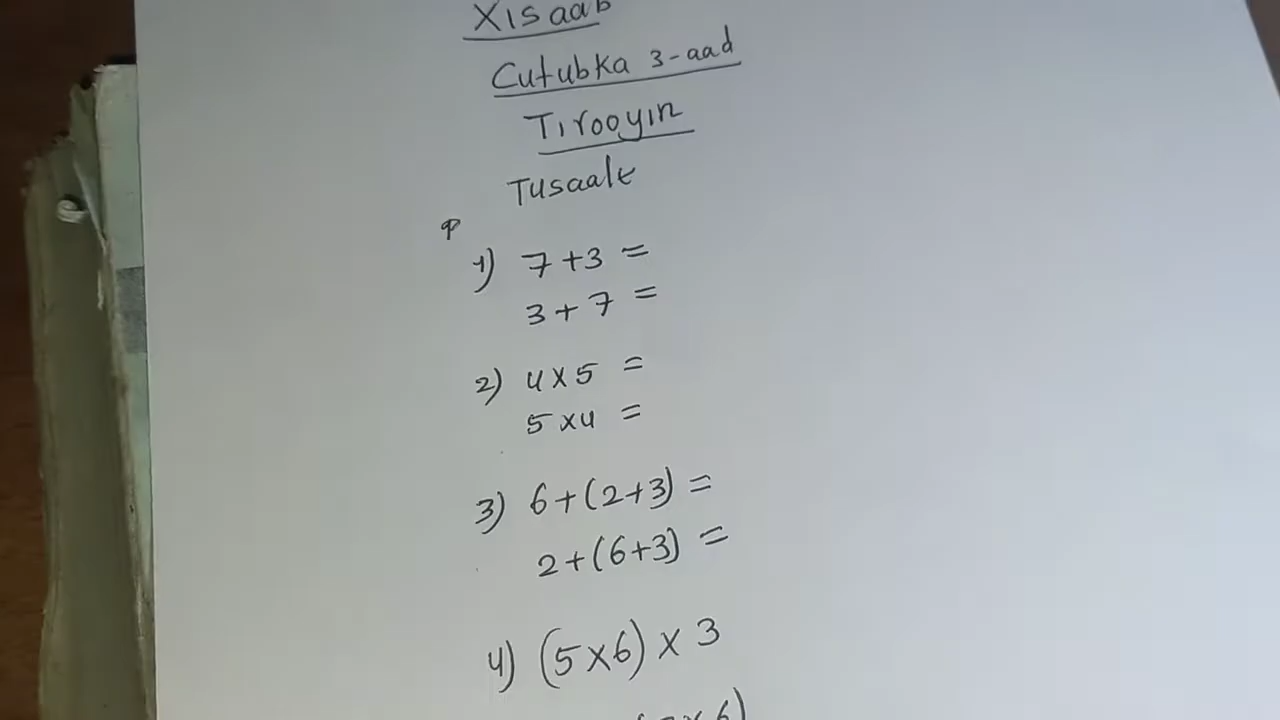 Xisaab
Cutubka 3-aad
Tirooyin
Tusaale
1) 7+3 =
3+7 =
2) 4x5 =
5x4 =
3) 6+(2+3) =
2+(6+3) =
4) (5x6) x 3
x6)